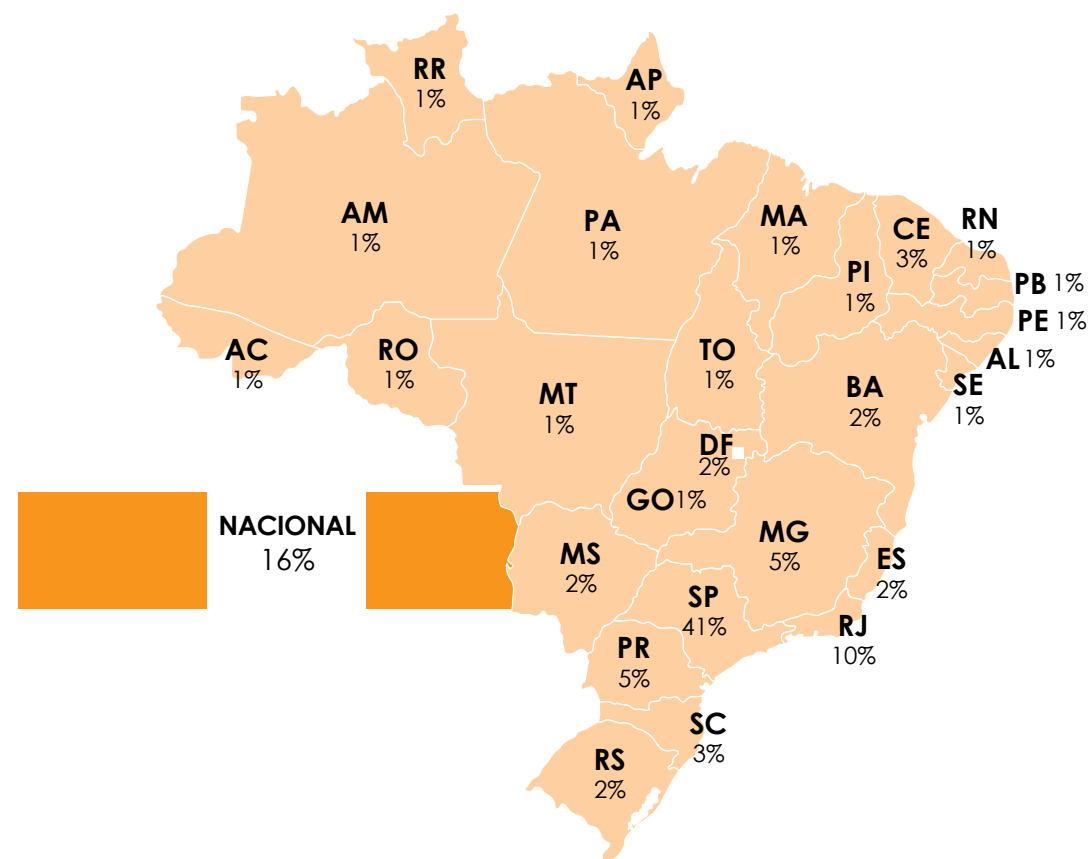 RR
1%
AP
1%
AM
1%
PA
1%
MA
1%
CE
3%
RN
1%
PI
1%
PB 1%
PE 1%
AL 1%
SE
1%
AC
1%
RO
1%
TO
1%
MT
1%
BA
2%
DF
2%
GO 1%
NACIONAL
16%
MG
5%
MS
2%
ES
2%
SP
41%
RJ
10%
PR
5%
SC
3%
RS
2%